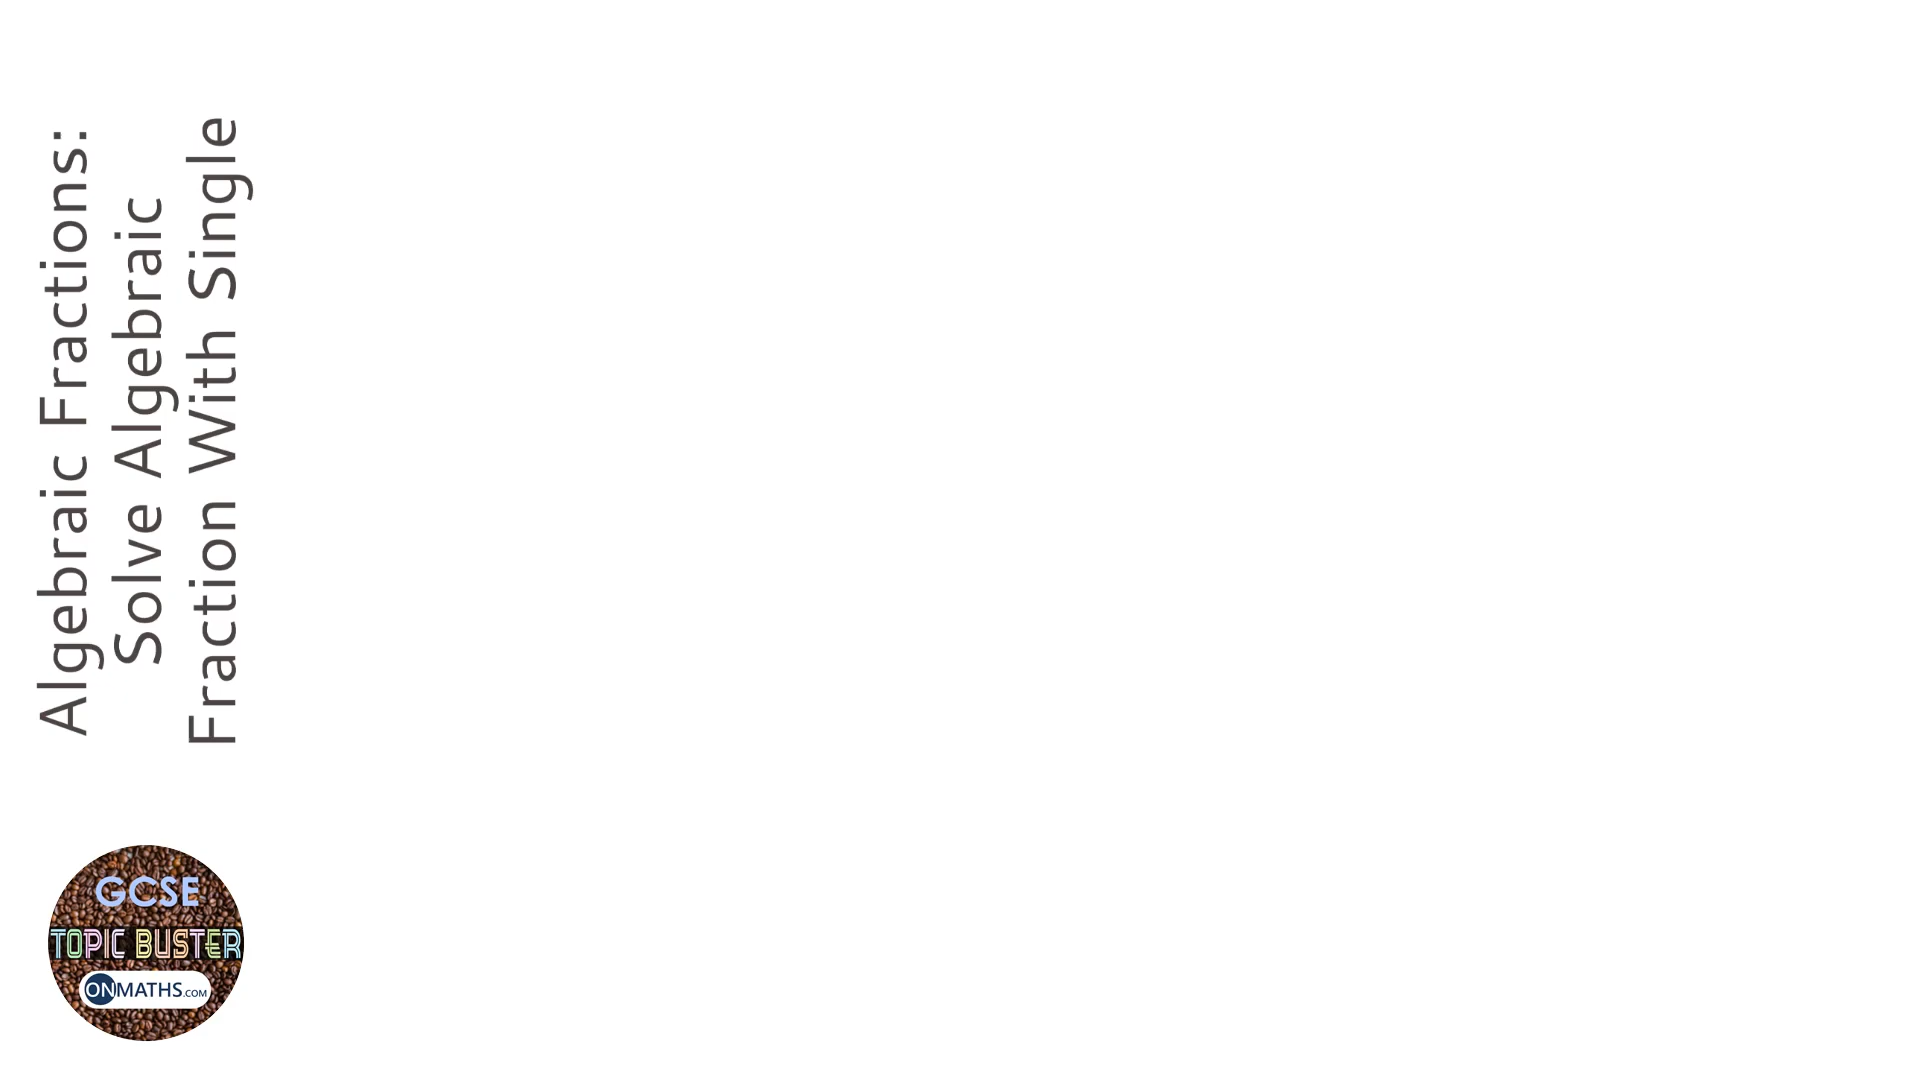 Algebraic Fractions:
Solve Algebraic
Fraction With Single
GCSE
TOPIC BUSTER
ONMATHS.COM